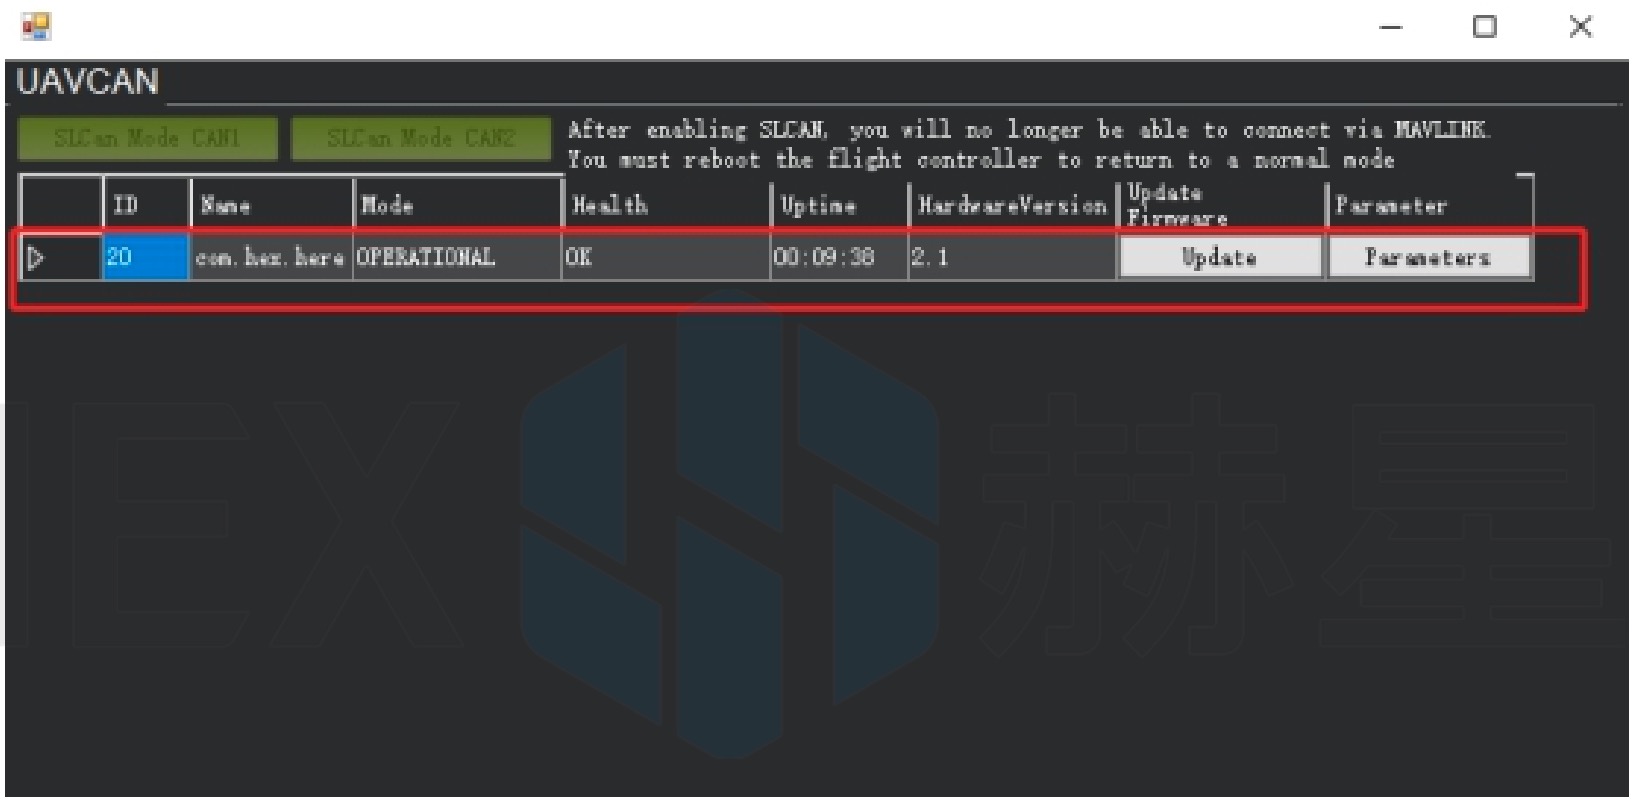 UAVCAN
SLCan Mode CAN1
SLCan Mode CAN2
After enabling SLCAN, you will no longer be able to connect via MAVLINK.
You must reboot the flight controller to return to a normal mode
ID Name Mode Health Uptime HardwareVersion Update Firmware Parameter
20 com.hex.here OPERATIONAL OK 00:09:38 2.1 Update Parameters
HEX 赫星